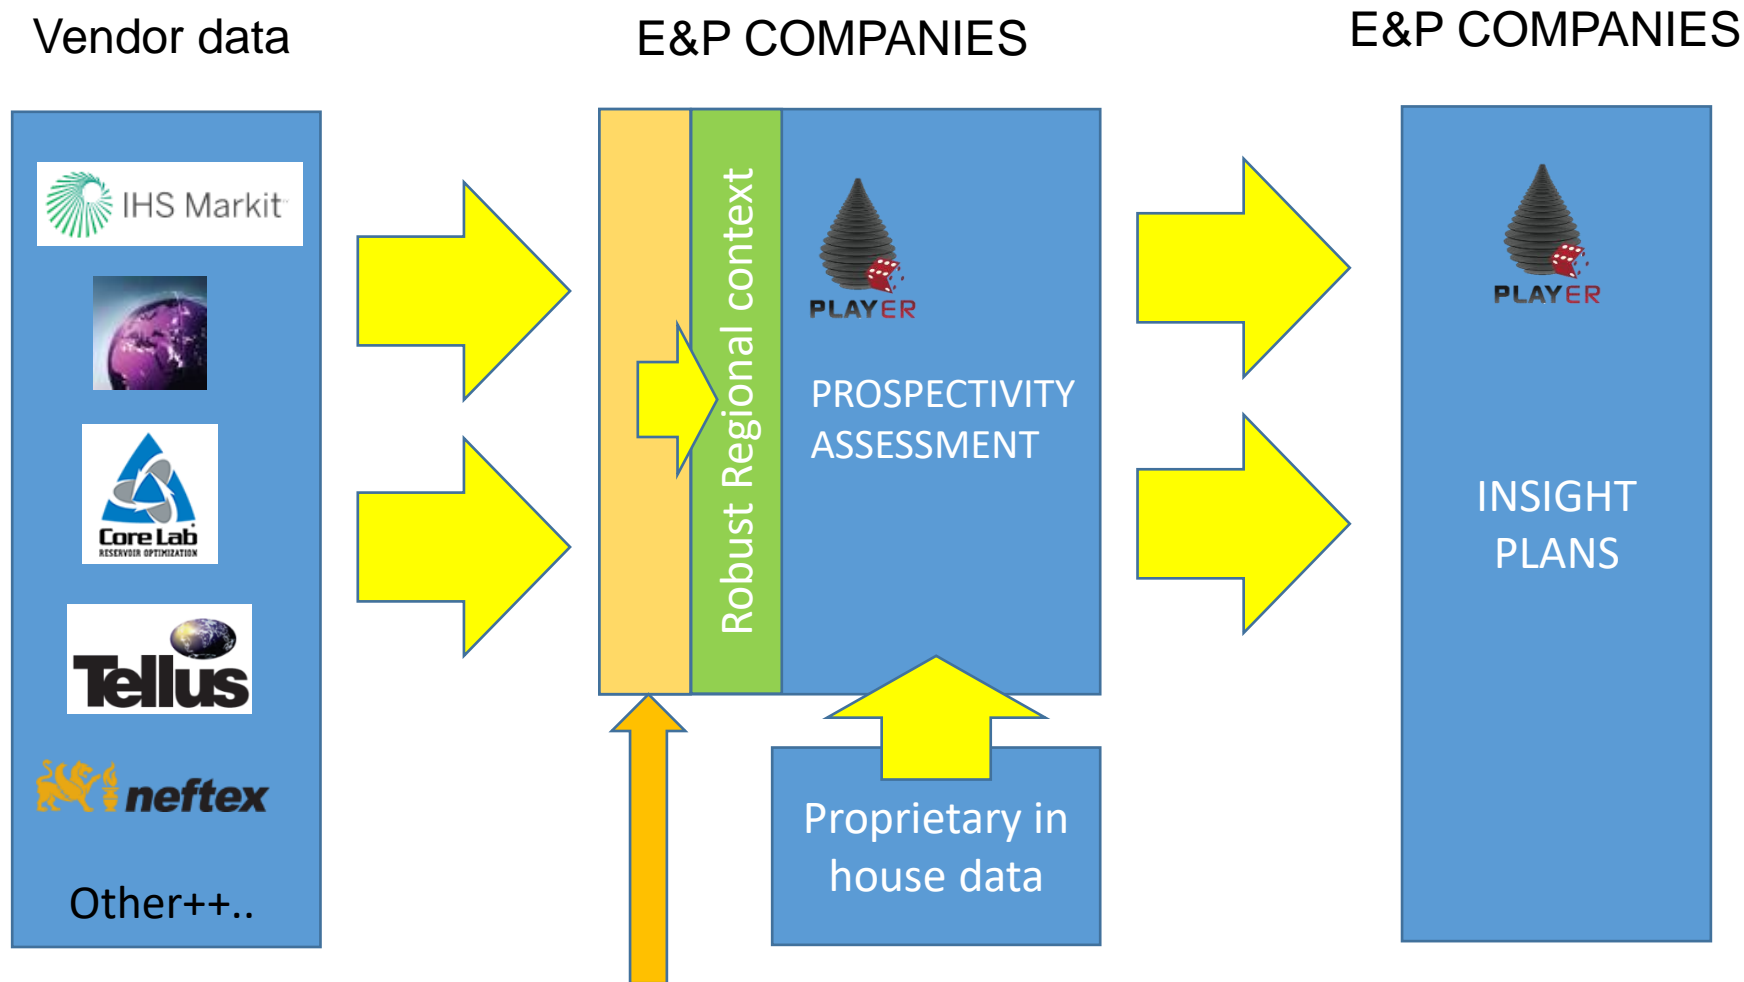 Vendor data
E&P COMPANIES
E&P COMPANIES
IHS Markit
Core Lab
RESERVOIR OPTIMIZATION
Tellus
neftex
Other++..
Robust Regional context
PLAYER
PROSPECTIVITY
ASSESSMENT
Proprietary in
house data
PLAYER
INSIGHT
PLANS